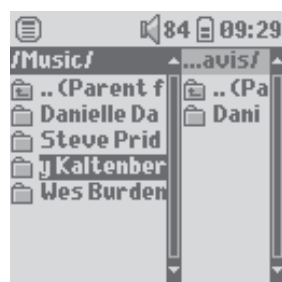 84 09:29
/Music/ ...avis/
.. (Parent f .. (Pa
Danielle Da Dani
Steve Prid
y Kaltenber
Wes Burden